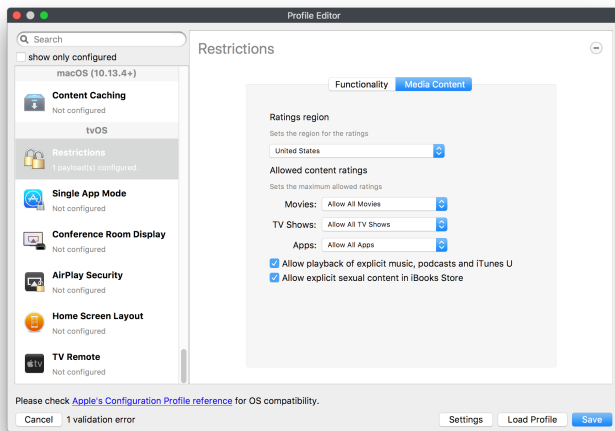 Profile Editor
Search
show only configured
macOS (10.13.4+)
Content Caching
Not configured
tvOS
Restrictions
1 payload(s) configured.
Single App Mode
Not configured
Conference Room Display
Not configured
AirPlay Security
Not configured
Home Screen Layout
Not configured
tv
TV Remote
Not configured
Restrictions
Functionality
Media Content
Ratings region
Sets the region for the ratings
United States
Allowed content ratings
Sets the maximum allowed ratings
Movies: Allow All Movies
TV Shows: Allow All TV Shows
Apps: Allow All Apps
Allow playback of explicit music, podcasts and iTunes U
Allow explicit sexual content in iBooks Store
Please check Apple's Configuration Profile reference for OS compatibility.
Cancel 1 validation error Settings Load Profile Save